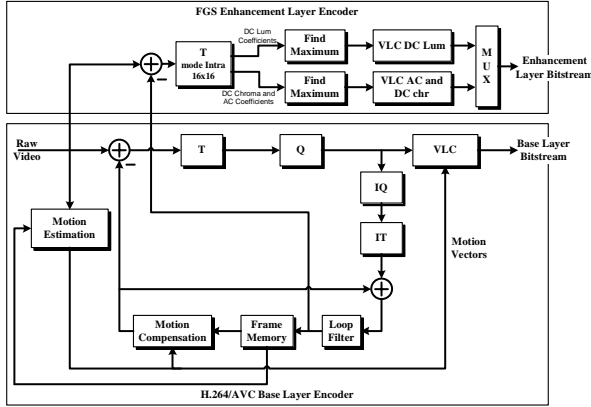 FGS Enhancement Layer Encoder
DC Lum
Coefficients
T
mode Intra
16x16
DC Chroma and
AC Coefficients
Find
Maximum
VLC DC Lum
Find
Maximum
VLC AC and
DC chr
M
U
X
Enhancement
Layer Bitstream
Raw
Video
T
Q
VLC
Base Layer
Bitstream
IQ
IT
Motion
Estimation
Motion
Vectors
Motion
Compensation
Frame
Memory
Loop
Filter
H.264/AVC Base Layer Encoder